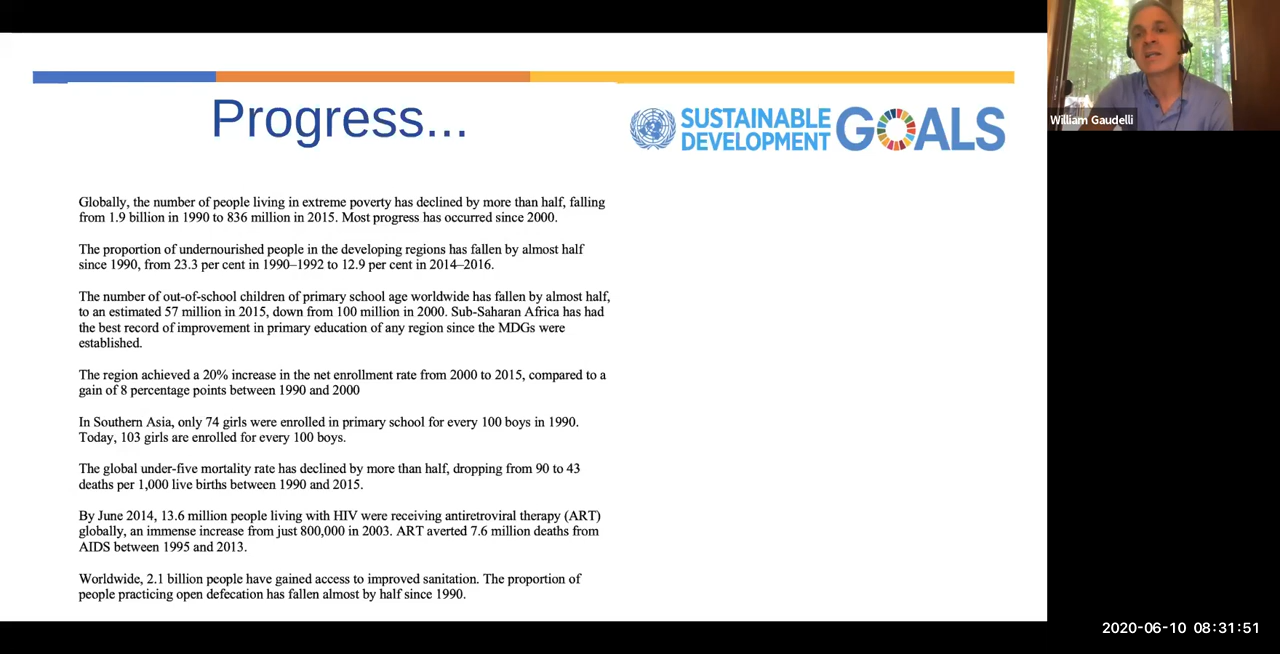 Progress...
SUSTAINABLE
DEVELOPMENT
GOALS
William Gaudelli
Globally, the number of people living in extreme poverty has declined by more than half, falling
from 1.9 billion in 1990 to 836 million in 2015. Most progress has occurred since 2000.
The proportion of undernourished people in the developing regions has fallen by almost half
since 1990, from 23.3 per cent in 1990–1992 to 12.9 per cent in 2014–2016.
The number of out-of-school children of primary school age worldwide has fallen by almost half,
to an estimated 57 million in 2015, down from 100 million in 2000. Sub-Saharan Africa has had
the best record of improvement in primary education of any region since the MDGs were
established.
The region achieved a 20% increase in the net enrollment rate from 2000 to 2015, compared to a
gain of 8 percentage points between 1990 and 2000
In Southern Asia, only 74 girls were enrolled in primary school for every 100 boys in 1990.
Today, 103 girls are enrolled for every 100 boys.
The global under-five mortality rate has declined by more than half, dropping from 90 to 43
deaths per 1,000 live births between 1990 and 2015.
By June 2014, 13.6 million people living with HIV were receiving antiretroviral therapy (ART)
globally, an immense increase from just 800,000 in 2003. ART averted 7.6 million deaths from
AIDS between 1995 and 2013.
Worldwide, 2.1 billion people have gained access to improved sanitation. The proportion of
people practicing open defecation has fallen almost by half since 1990.
2020-06-10 08:31:51